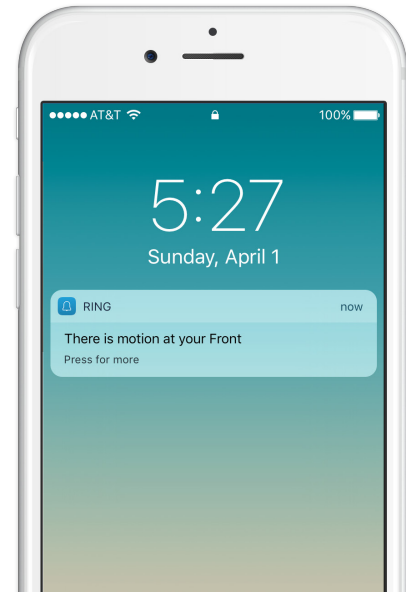 AT&T 100%
5:27
Sunday, April 1
RING now
There is motion at your Front
Press for more